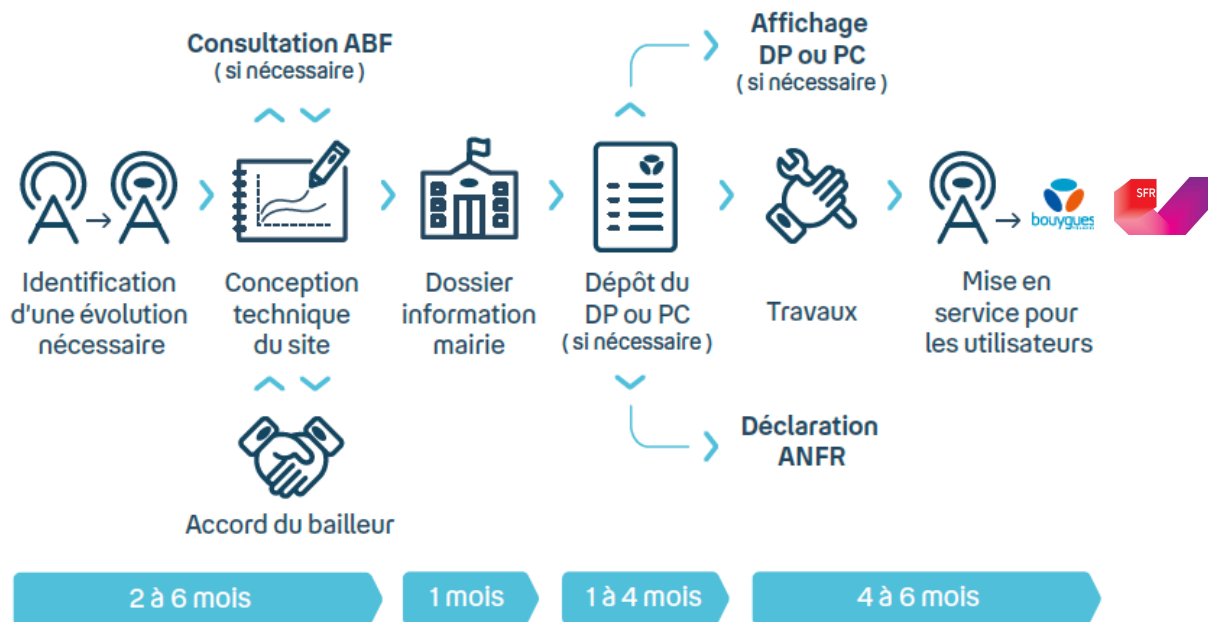 Consultation ABF
( si nécessaire )
Affichage
DP ou PC
( si nécessaire )
bouygues
SFR
Identification
d'une évolution
nécessaire
Conception
technique
du site
Dossier
information
mairie
Dépôt du
DP ou PC
( si nécessaire )
Travaux
Mise en
service pour
les utilisateurs
Accord du bailleur
Déclaration
ANFR
2 à 6 mois
1 mois
1 à 4 mois
4 à 6 mois